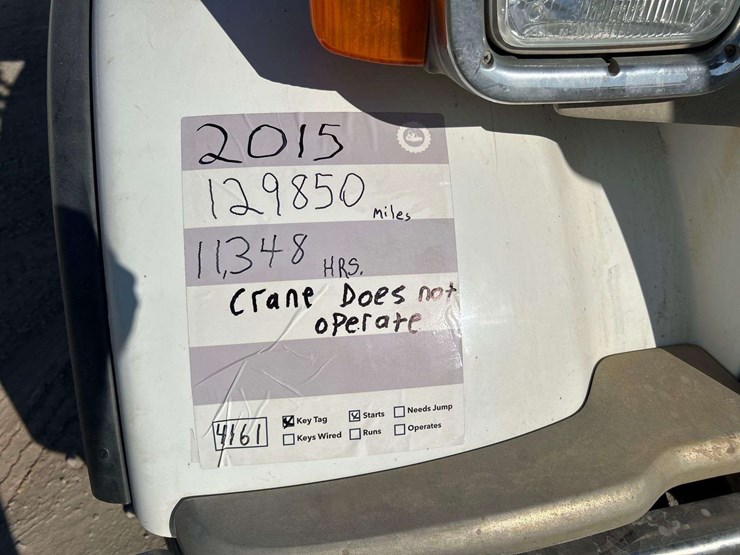 2015
129850 Miles
11,348 HRS.
Crane Does not
operate
4161
Key Tag Starts Needs Jump
Keys Wired Runs Operates